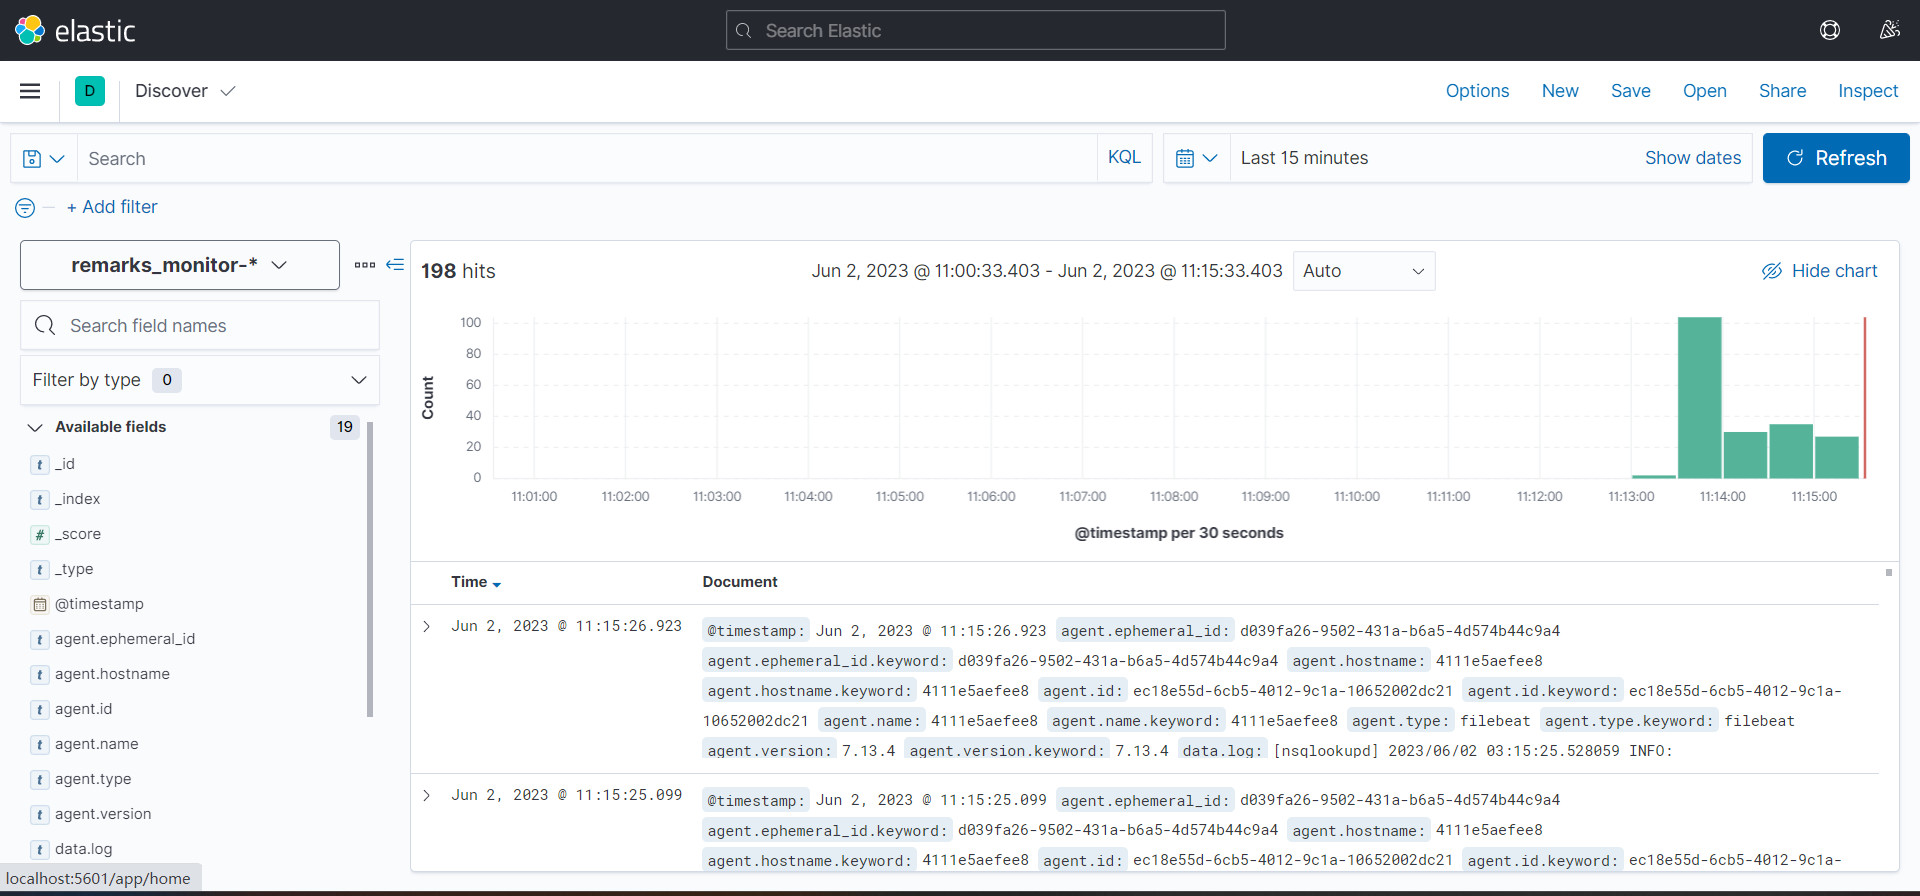 elastic
Search Elastic
D
Discover
Options New Save Open Share Inspect
Search
KQL
Last 15 minutes
Show dates
Refresh
+ Add filter
remarks_monitor-*
Search field names
Filter by type 0
Available fields 19
t _id
t _index
# _score
t _type
@timestamp
t agent.ephemeral_id
t agent.hostname
t agent.id
t agent.name
t agent.type
t agent.version
t data.log
localhost:5601/app/home
198 hits
Jun 2, 2023 @ 11:00:33.403 - Jun 2, 2023 @ 11:15:33.403
Auto
Hide chart
Count
100
80
60
40
20
0
11:01:00 11:02:00 11:03:00 11:04:00 11:05:00 11:06:00 11:07:00 11:08:00 11:09:00 11:10:00 11:11:00 11:12:00 11:13:00 11:14:00 11:15:00
@timestamp per 30 seconds
Time Document
Jun 2, 2023 @ 11:15:26.923
@timestamp: Jun 2, 2023 @ 11:15:26.923 agent.ephemeral_id: d039fa26-9502-431a-b6a5-4d574b44c9a4
agent.ephemeral_id.keyword: d039fa26-9502-431a-b6a5-4d574b44c9a4 agent.hostname: 4111e5aefee8
agent.hostname.keyword: 4111e5aefee8 agent.id: ec18e55d-6cb5-4012-9c1a-10652002dc21 agent.id.keyword: ec18e55d-6cb5-4012-9c1a-
10652002dc21 agent.name: 4111e5aefee8 agent.name.keyword: 4111e5aefee8 agent.type: filebeat agent.type.keyword: filebeat
agent.version: 7.13.4 agent.version.keyword: 7.13.4 data.log: [nsqlookupd] 2023/06/02 03:15:25.528059 INFO:
Jun 2, 2023 @ 11:15:25.099
@timestamp: Jun 2, 2023 @ 11:15:25.099 agent.ephemeral_id: d039fa26-9502-431a-b6a5-4d574b44c9a4
agent.ephemeral_id.keyword: d039fa26-9502-431a-b6a5-4d574b44c9a4 agent.hostname: 4111e5aefee8
agent.hostname.keyword: 4111e5aefee8 agent.id: ec18e55d-6cb5-4012-9c1a-10652002dc21 agent.id.keyword: ec18e55d-6cb5-4012-9c1a-